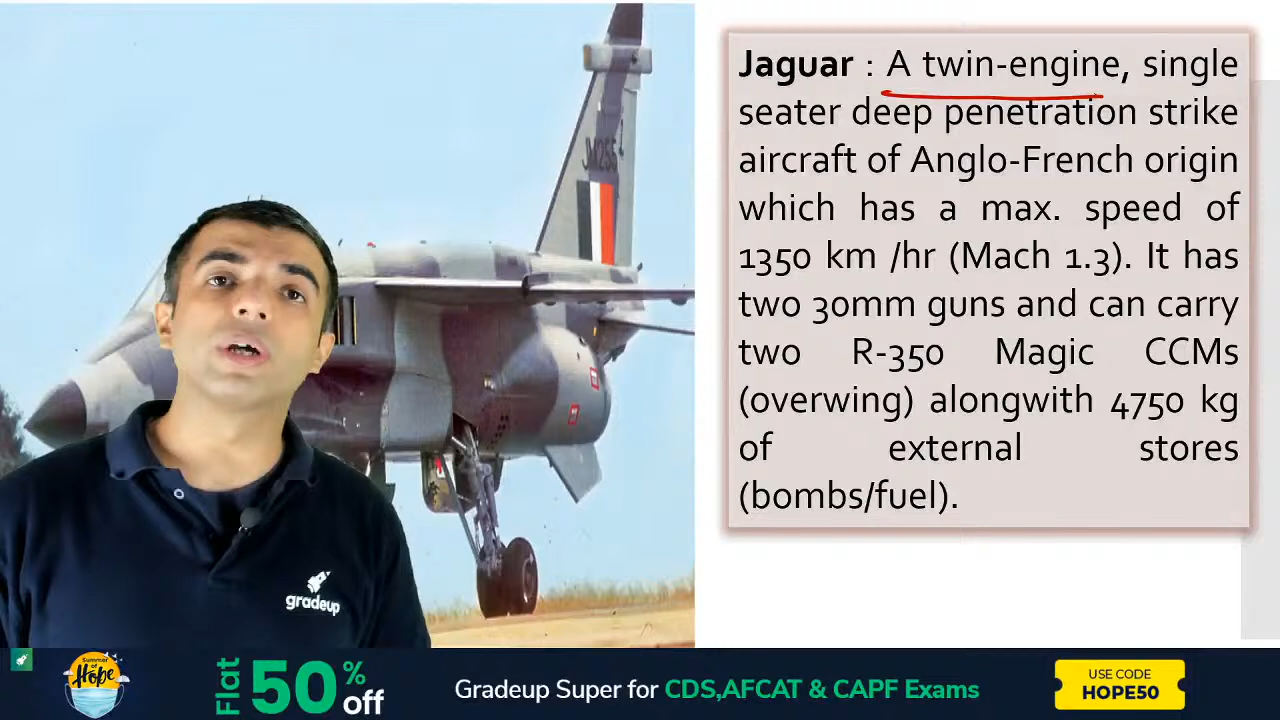 JM255
Jaguar : A twin-engine, single
seater deep penetration strike
aircraft of Anglo-French origin
which has a max. speed of
1350 km /hr (Mach 1.3). It has
two 30mm guns and can carry
two R-350 Magic CCMs
(overwing) alongwith 4750 kg
of external stores
(bombs/fuel).
gradeup
Summer
of
Hope
Flat 50% off
Gradeup Super for CDS,AFCAT & CAPF Exams
USE CODE
HOPE50